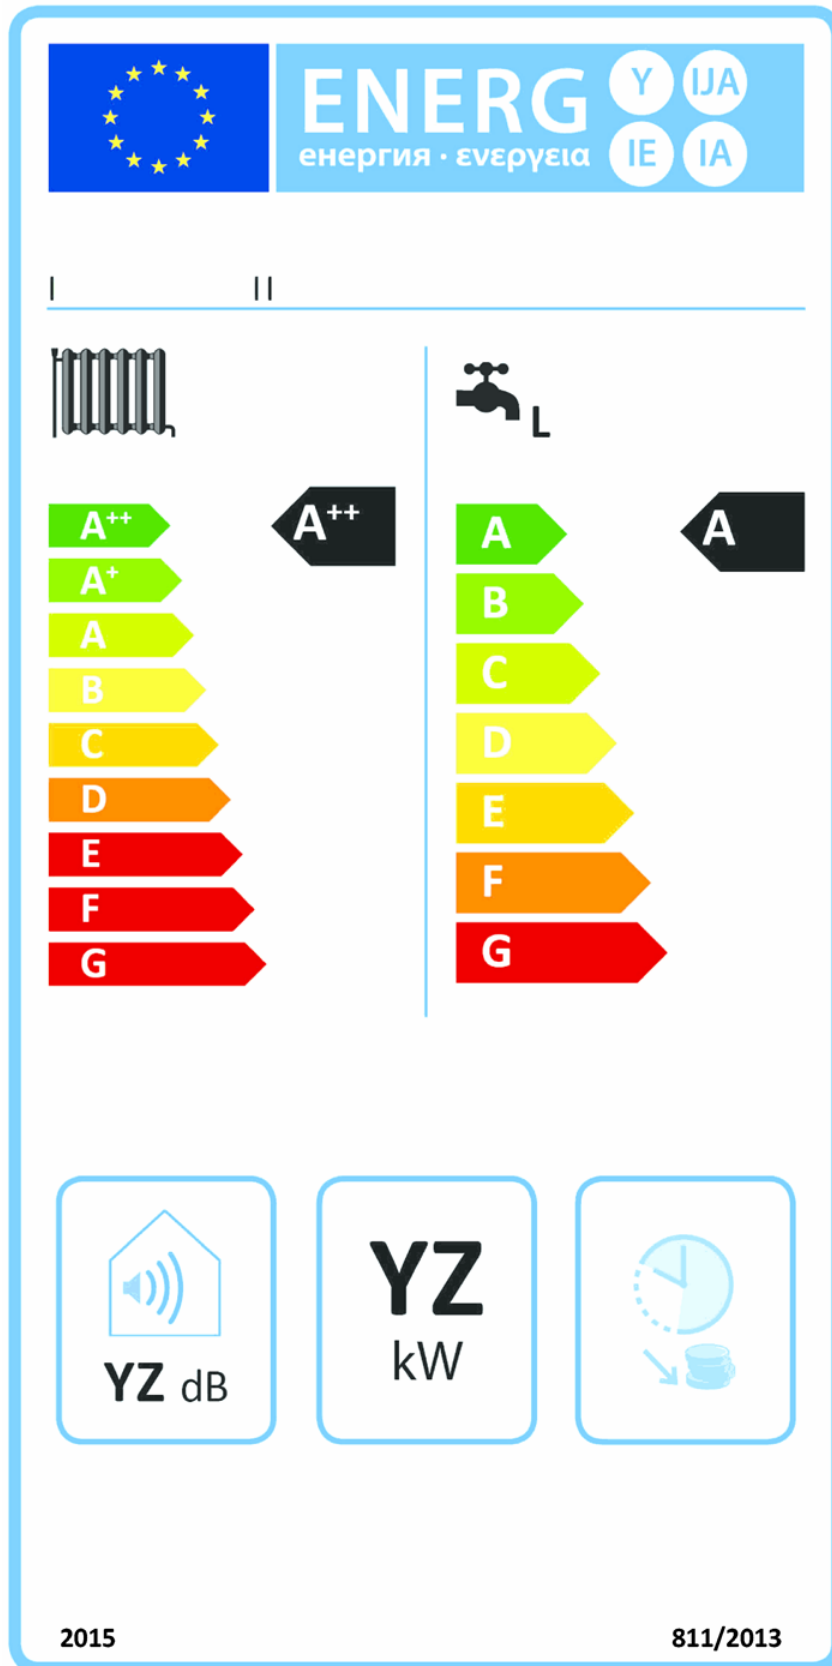 ENERG Y IJA
енергия · ενεργεια IE IA
I II
L
A++ A++
A+
A
B
C
D
E
F
G
A A
B
C
D
E
F
G
YZ dB
YZ
kW
2015 811/2013